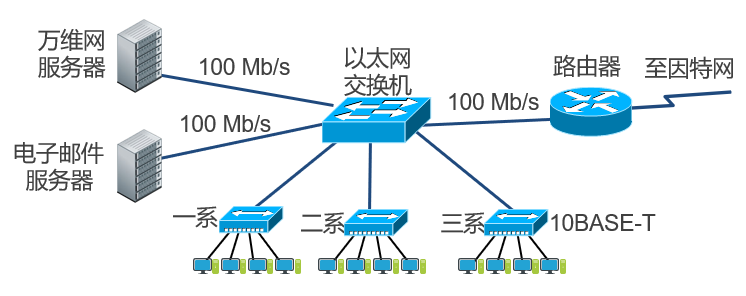 万维网
服务器
100 Mb/s
以太网
交换机
路由器
至因特网
100 Mb/s
100 Mb/s
电子邮件
服务器
一系
二系
三系
10BASE-T